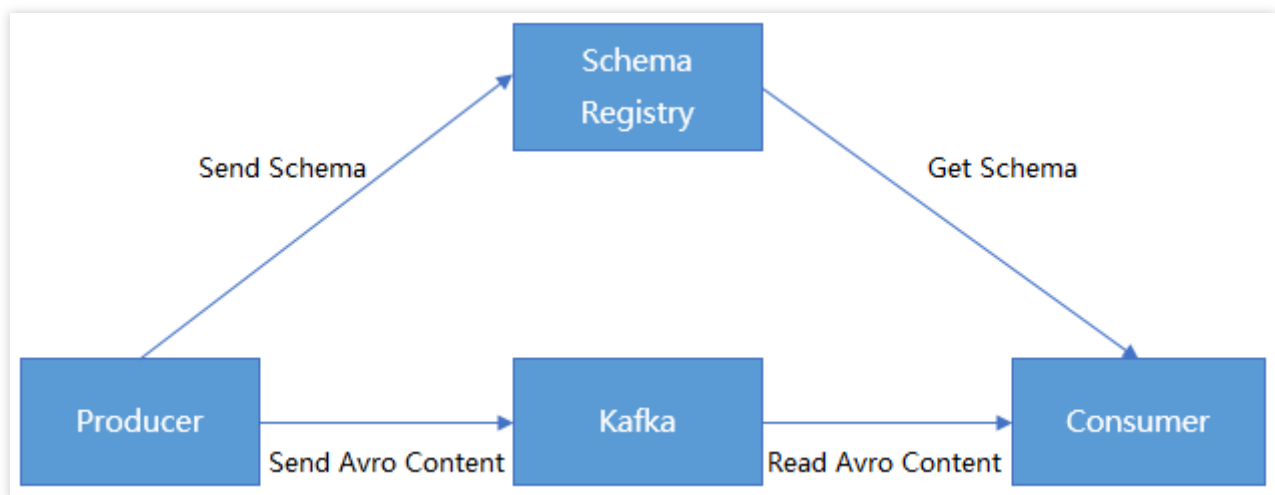 Schema
Registry
Send Schema
Get Schema
Producer
Kafka
Consumer
Send Avro Content
Read Avro Content